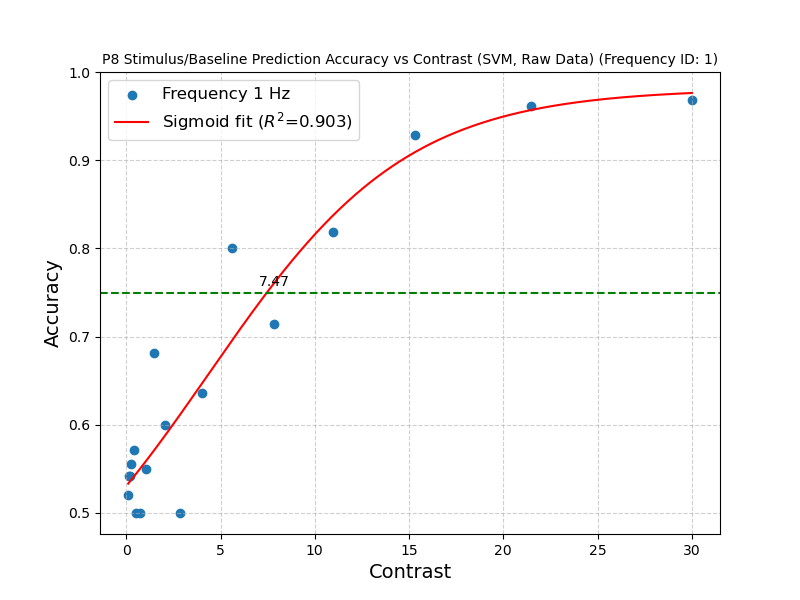 P8 Stimulus/Baseline Prediction Accuracy vs Contrast (SVM, Raw Data) (Frequency ID: 1)
Frequency 1 Hz
Sigmoid fit (R²=0.903)
1.0
0.9
0.8
0.7
0.6
0.5
Accuracy
7.47
0 5 10 15 20 25 30
Contrast